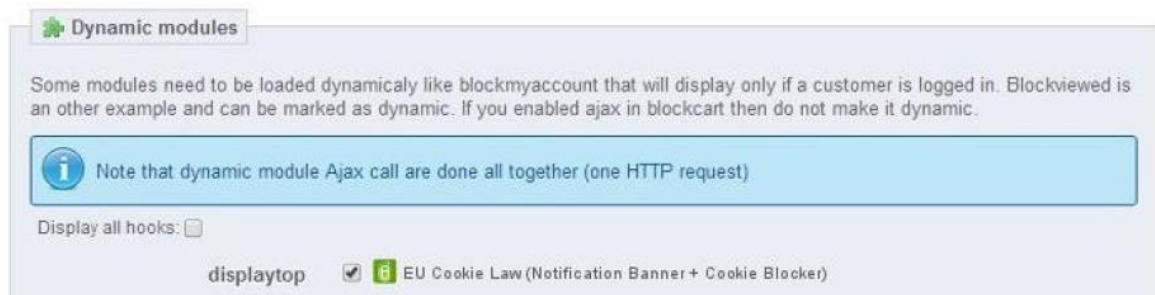 Dynamic modules
Some modules need to be loaded dynamicaly like blockmyaccount that will display only if a customer is logged in. Blockviewed is
an other example and can be marked as dynamic. If you enabled ajax in blockcart then do not make it dynamic.
Note that dynamic module Ajax call are done all together (one HTTP request)
Display all hooks:
displaytop EU Cookie Law (Notification Banner + Cookie Blocker)